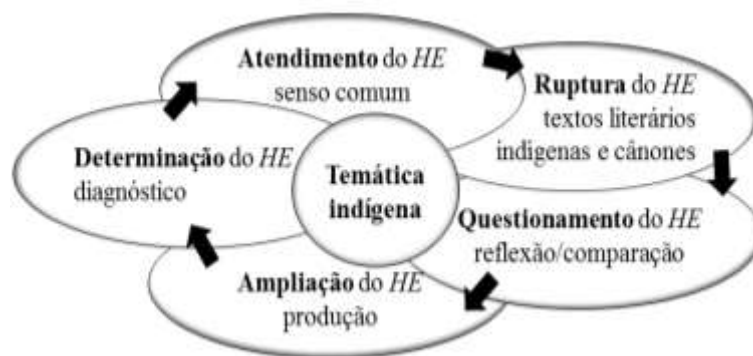 Atendimento do HE
senso comum
Ruptura do HE
textos literários
indigenas e cânones
Determinação do HE
diagnóstico
Temática
indígena
Questionamento do HE
reflexão/comparação
Ampliação do HE
produção